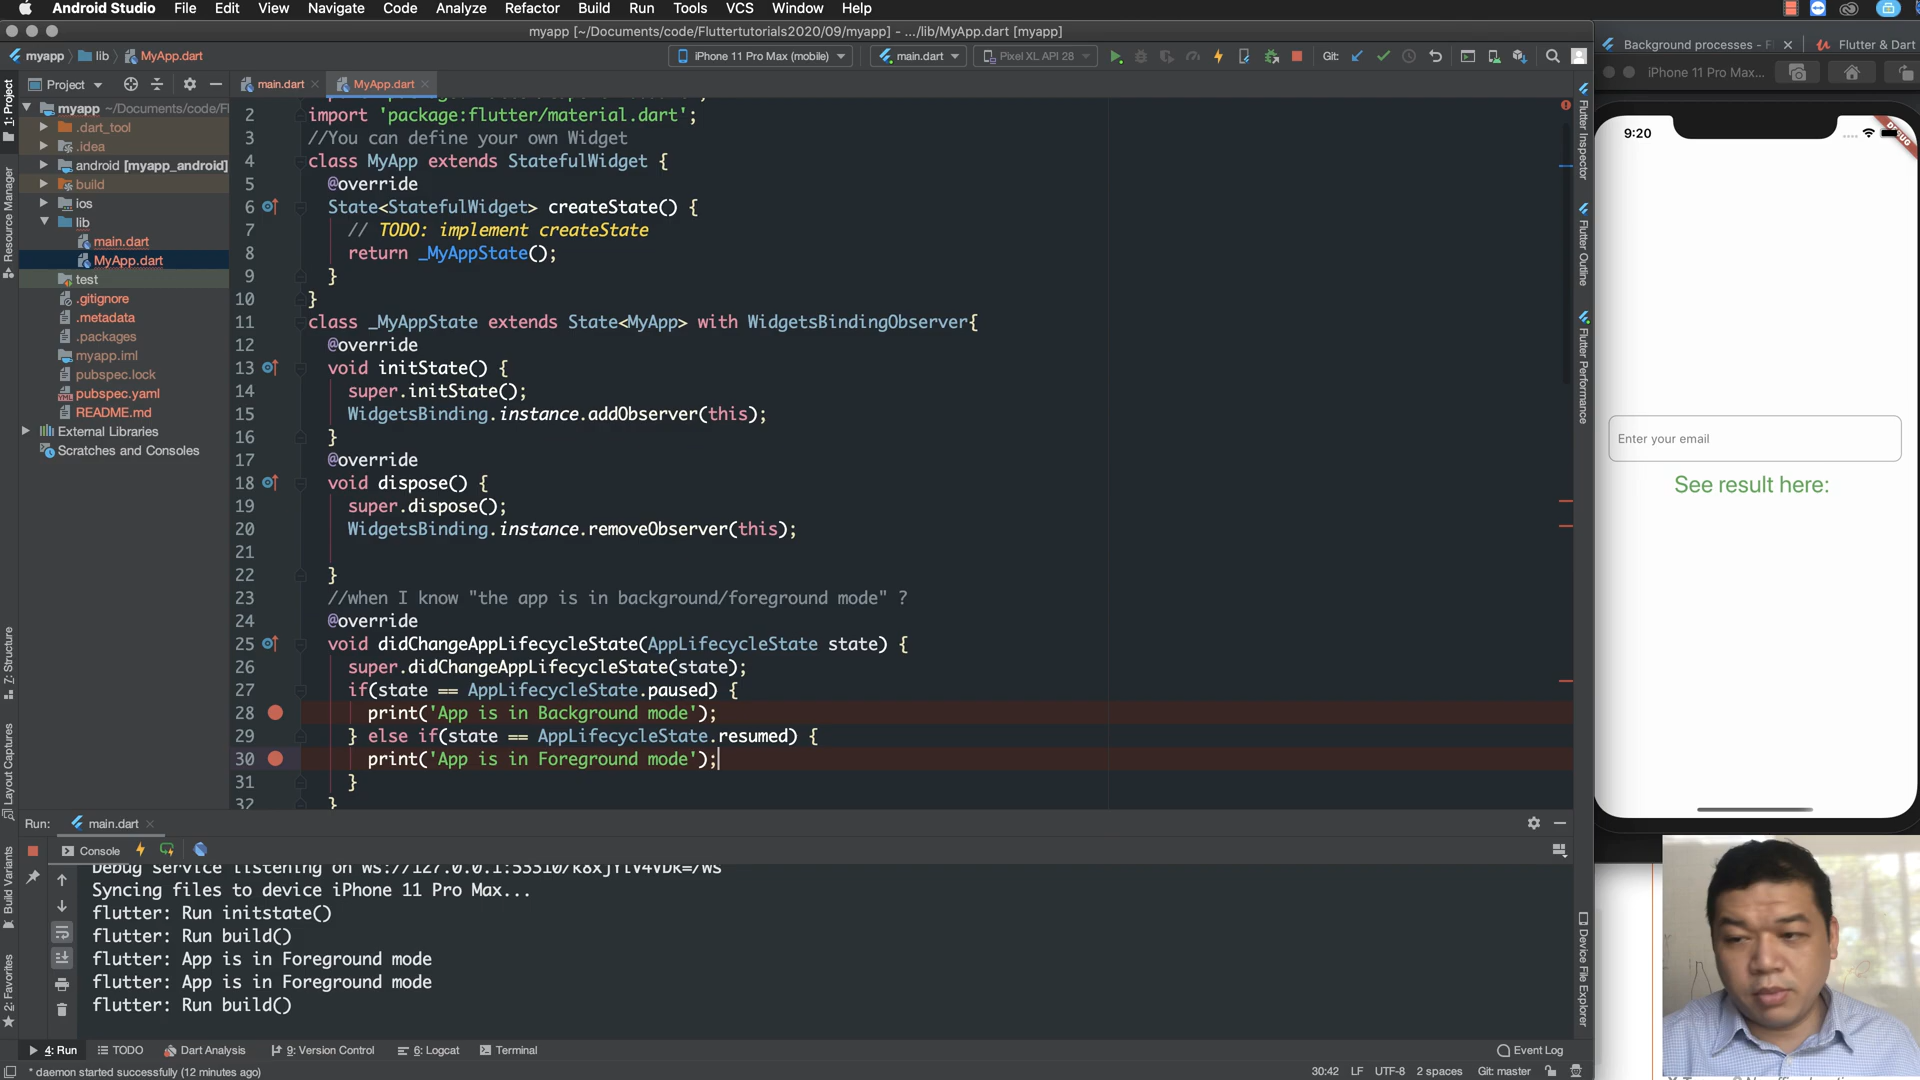 Android Studio File Edit View Navigate Code Analyze Refactor Build Run Tools VCS Window Help
myapp [~/Documents/code/Fluttertutorials2020/09/myapp] - .../lib/MyApp.dart [myapp]
myapp lib MyApp.dart
iPhone 11 Pro Max (mobile) main.dart Pixel XL API 28 Git:
Project
main.dart MyApp.dart
myapp ~/Documents/code/Fl
.dart_tool
.idea
android [myapp_android]
build
ios
lib
main.dart
MyApp.dart
test
.gitignore
.metadata
.packages
myapp.iml
pubspec.lock
pubspec.yaml
README.md
External Libraries
Scratches and Consoles
1: Project
Resource Manager
7: Structure
Layout Captures
Build Variants
2: Favorites
2 import 'package:flutter/material.dart';
3 //You can define your own Widget
4 class MyApp extends StatefulWidget {
5 @override
6 State<StatefulWidget> createState() {
7 // TODO: implement createState
8 return _MyAppState();
9 }
10 }
11 class _MyAppState extends State<MyApp> with WidgetsBindingObserver{
12 @override
13 void initState() {
14 super.initState();
15 WidgetsBinding.instance.addObserver(this);
16 }
17 @override
18 void dispose() {
19 super.dispose();
20 WidgetsBinding.instance.removeObserver(this);
21
22 }
23 //when I know "the app is in background/foreground mode" ?
24 @override
25 void didChangeAppLifecycleState(AppLifecycleState state) {
26 super.didChangeAppLifecycleState(state);
27 if(state == AppLifecycleState.paused) {
28 print('App is in Background mode');
29 } else if(state == AppLifecycleState.resumed) {
30 print('App is in Foreground mode');
31 }
32 }
Flutter Inspector
Flutter Outline
Flutter Performance
Device File Explorer
Background processes - F
Flutter & Dart
iPhone 11 Pro Max...
9:20
DEBUG
Enter your email
See result here:
Run: main.dart
Console
Syncing files to device iPhone 11 Pro Max...
flutter: Run initstate()
flutter: Run build()
flutter: App is in Foreground mode
flutter: App is in Foreground mode
flutter: Run build()
4: Run TODO Dart Analysis 9: Version Control 6: Logcat Terminal Event Log
* daemon started successfully (12 minutes ago) 30:42 LF UTF-8 2 spaces Git: master